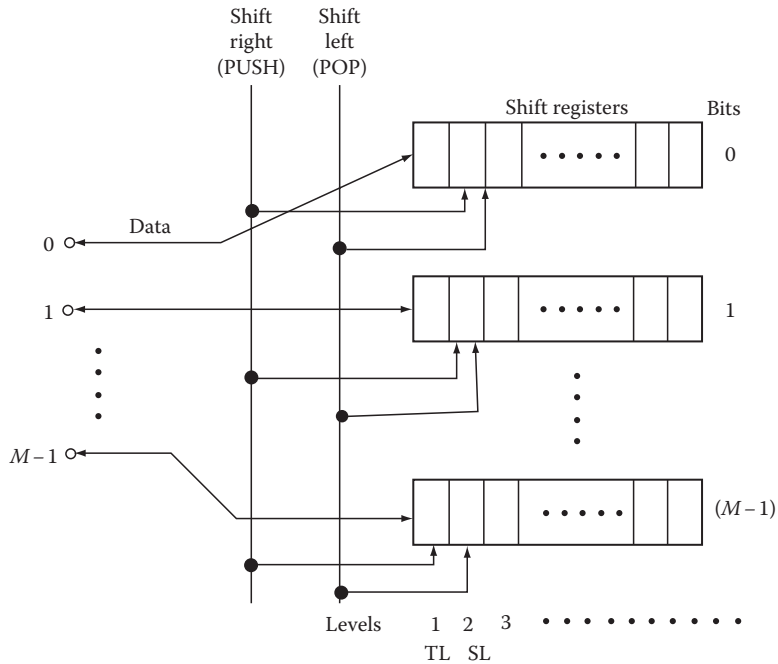 Shift right (PUSH)
Shift left (POP)
Shift registers
Bits
0
Data
0
1
1
M – 1
(M – 1)
Levels 1 2 3
TL SL